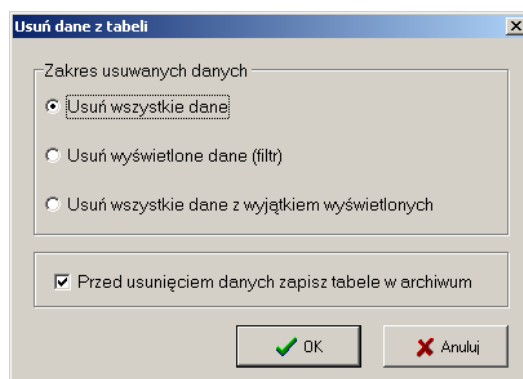 Usuń dane z tabeli
Zakres usuwanych danych
Usuń wszystkie dane
Usuń wyświetlone dane (filtr)
Usuń wszystkie dane z wyjątkiem wyświetlonych
Przed usunięciem danych zapisz tabele w archiwum
OK
Anuluj